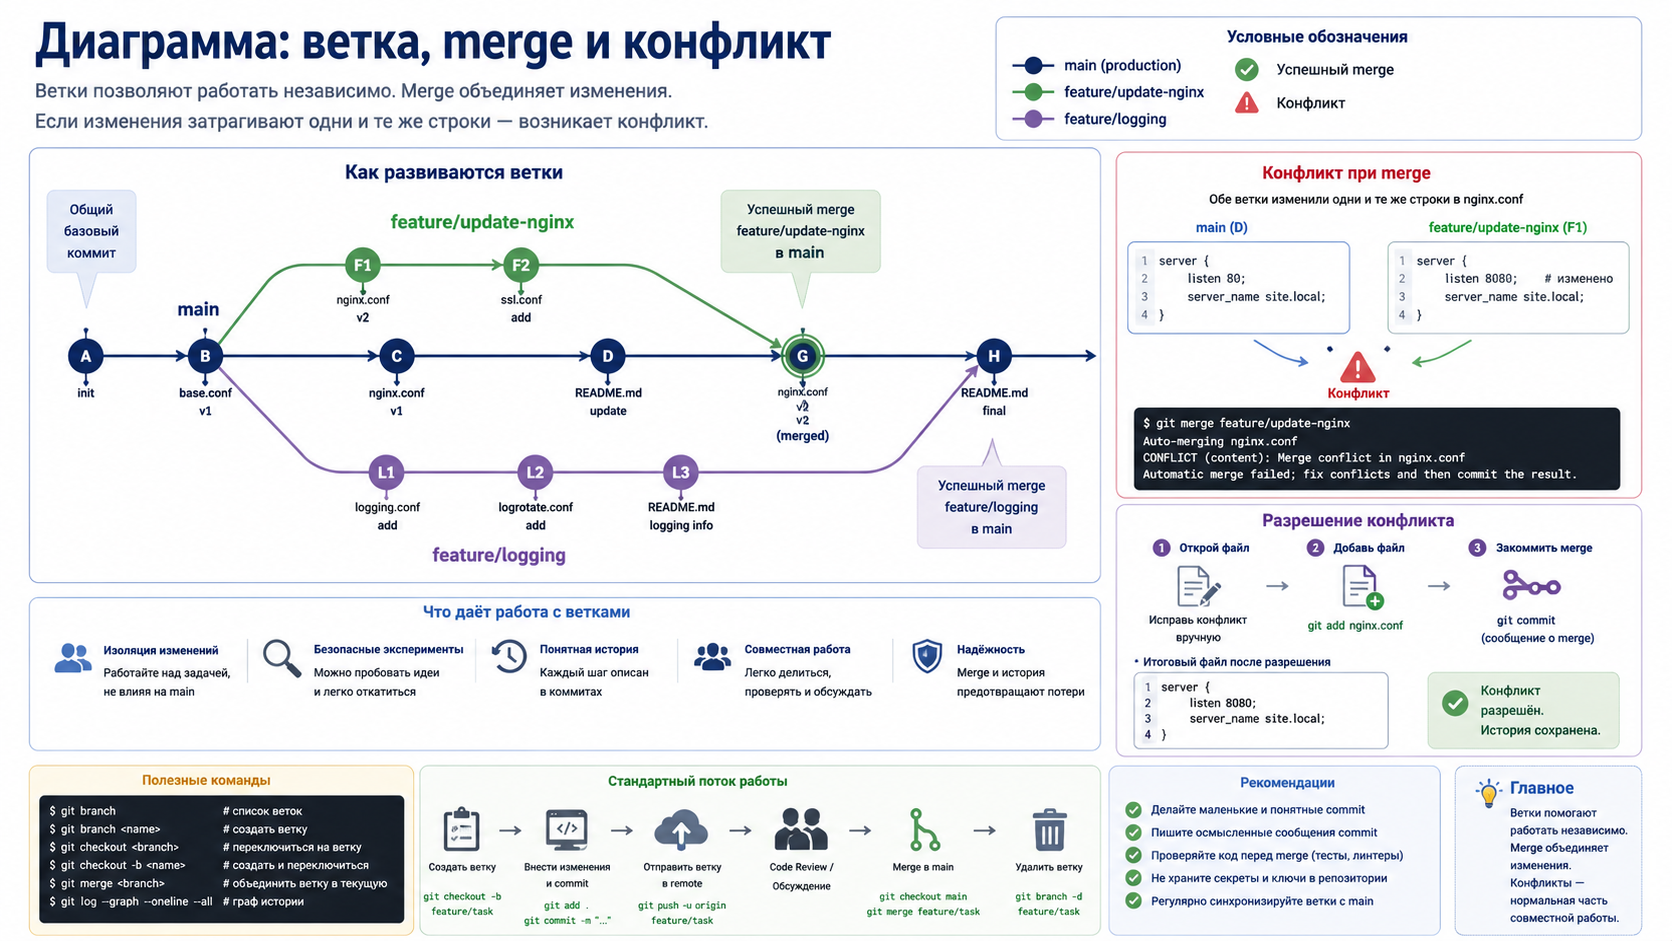 Диаграмма: ветка, merge и конфликт
Ветки позволяют работать независимо. Merge объединяет изменения.
Если изменения затрагивают одни и те же строки — возникает конфликт.
Условные обозначения
main (production)
feature/update-nginx
feature/logging
Успешный merge
Конфликт
Как развиваются ветки
Общий
базовый
коммит
feature/update-nginx
Успешный merge
feature/update-nginx
в main
F1
F2
nginx.conf
v2
ssl.conf
add
main
A
B
C
D
G
H
init
base.conf
v1
nginx.conf
v1
README.md
update
nginx.conf
v2
v2
(merged)
README.md
final
L1
L2
L3
logging.conf
add
logrotate.conf
add
README.md
logging info
feature/logging
Успешный merge
feature/logging
в main
Конфликт при merge
Обе ветки изменили одни и те же строки в nginx.conf
main (D)
1 server {
2 listen 80;
3 server_name site.local;
4 }
feature/update-nginx (F1)
1 server {
2 listen 8080; # изменено
3 server_name site.local;
4 }
Конфликт
$ git merge feature/update-nginx
Auto-merging nginx.conf
CONFLICT (content): Merge conflict in nginx.conf
Automatic merge failed; fix conflicts and then commit the result.
Разрешение конфликта
1 Открой файл
Исправь конфликт
вручную
2 Добавь файл
git add nginx.conf
3 Закоммить merge
git commit
(сообщение о merge)
• Итоговый файл после разрешения
1 server {
2 listen 8080;
3 server_name site.local;
4 }
Конфликт
разрешён.
История сохранена.
Что даёт работа с ветками
Изоляция изменений
Работайте над задачей,
не влияя на main
Безопасные эксперименты
Можно пробовать идеи
и легко откатиться
Понятная история
Каждый шаг описан
в коммитах
Совместная работа
Легко делиться,
проверять и обсуждать
Надёжность
Merge и история
предотвращают потери
Полезные команды
$ git branch # список веток
$ git branch <name> # создать ветку
$ git checkout <branch> # переключиться на ветку
$ git checkout -b <name> # создать и переключиться
$ git merge <branch> # объединить ветку в текущую
$ git log --graph --oneline --all # граф истории
Стандартный поток работы
Создать ветку
git checkout -b
feature/task
Внести изменения
и commit
git add .
git commit -m "..."
Отправить ветку
в remote
git push -u origin
feature/task
Code Review /
Обсуждение
Merge в main
git checkout main
git merge feature/task
Удалить ветку
git branch -d
feature/task
Рекомендации
Делайте маленькие и понятные commit
Пишите осмысленные сообщения commit
Проверяйте код перед merge (тесты, линтеры)
Не храните секреты и ключи в репозитории
Регулярно синхронизируйте ветки с main
Главное
Ветки помогают
работать независимо.
Merge объединяет
изменения.
Конфликты —
нормальная часть
совместной работы.